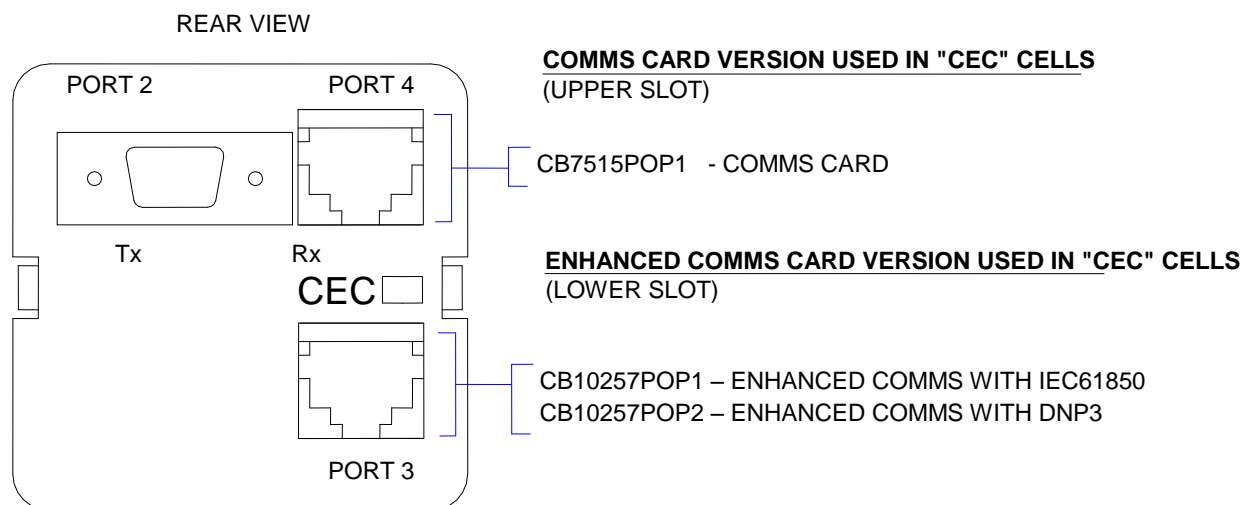 REAR VIEW
PORT 2
PORT 4
Tx
Rx
CEC
PORT 3
COMMS CARD VERSION USED IN "CEC" CELLS
(UPPER SLOT)
CB7515POP1 - COMMS CARD
ENHANCED COMMS CARD VERSION USED IN "CEC" CELLS
(LOWER SLOT)
CB10257POP1 – ENHANCED COMMS WITH IEC61850
CB10257POP2 – ENHANCED COMMS WITH DNP3